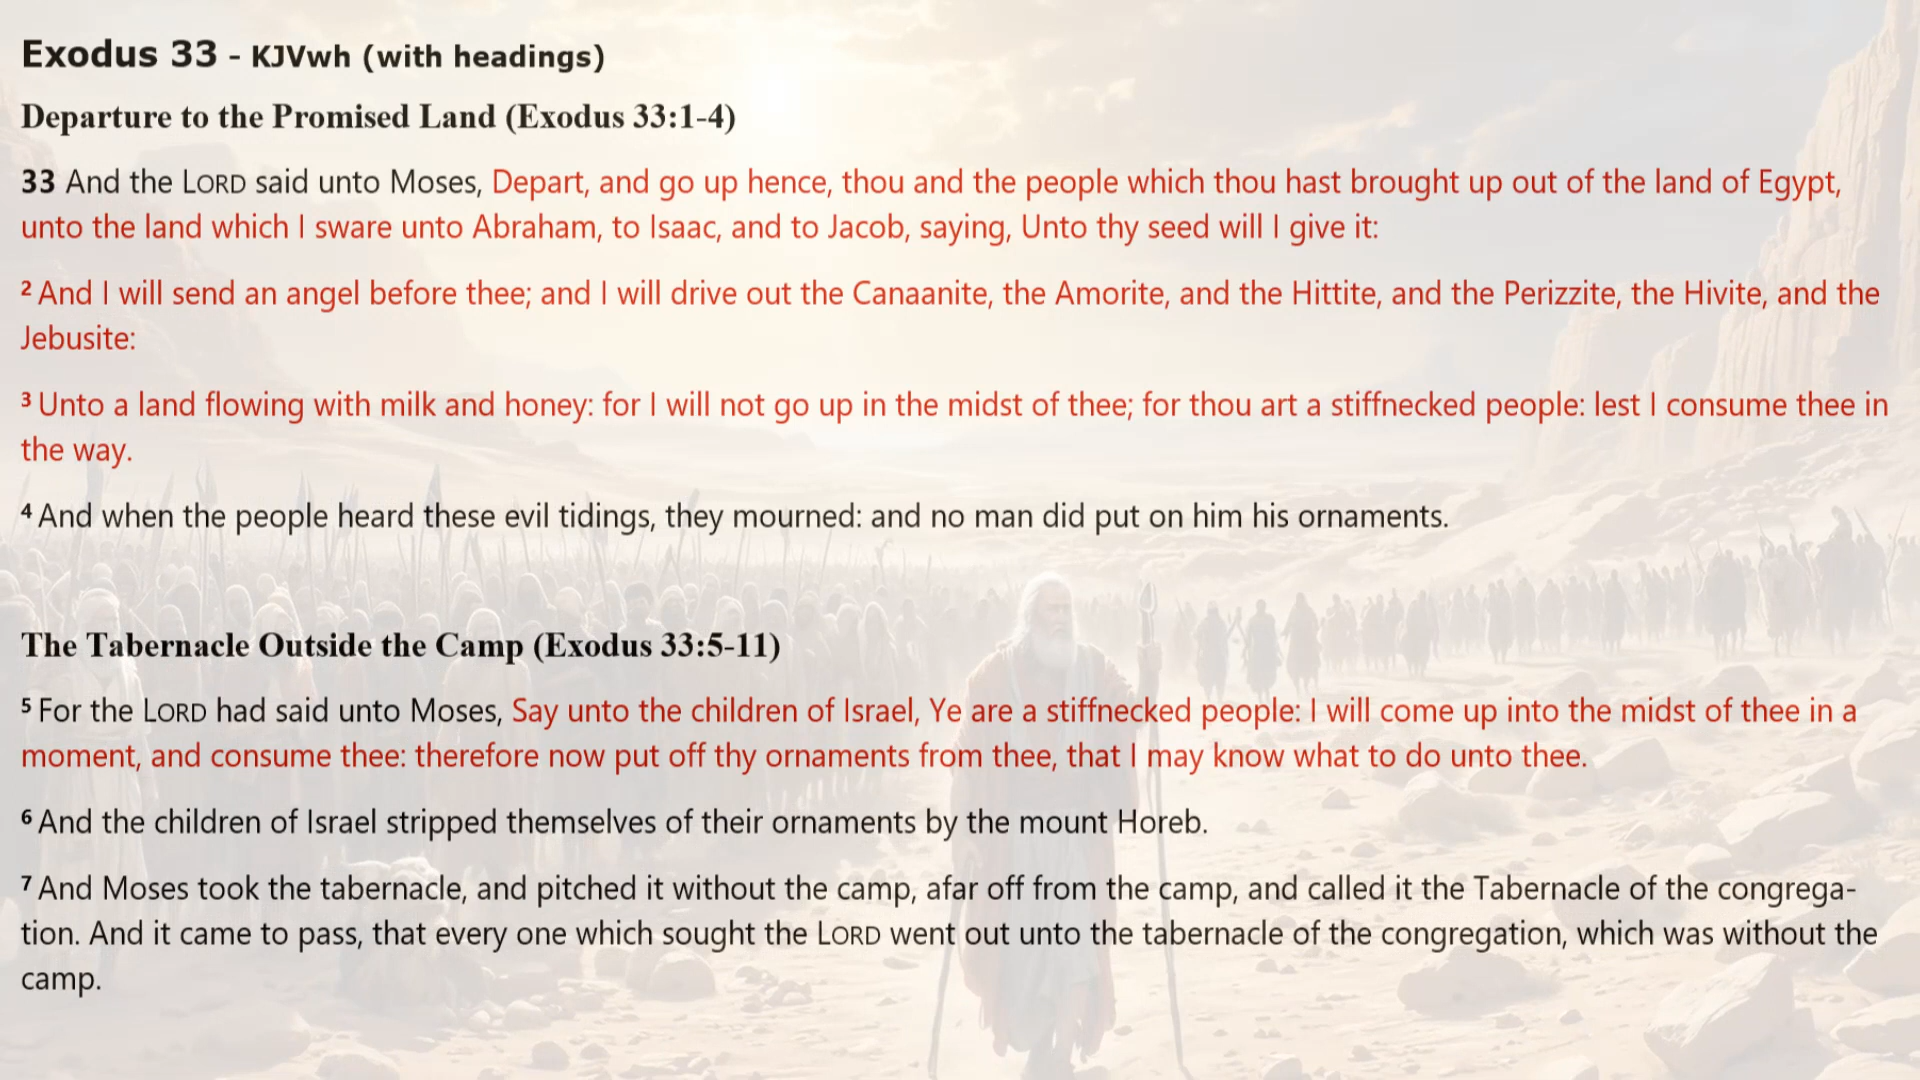 Exodus 33 - KJVwh (with headings)
Departure to the Promised Land (Exodus 33:1-4)
33 And the LORD said unto Moses, Depart, and go up hence, thou and the people which thou hast brought up out of the land of Egypt,
unto the land which I sware unto Abraham, to Isaac, and to Jacob, saying, Unto thy seed will I give it:
2 And I will send an angel before thee; and I will drive out the Canaanite, the Amorite, and the Hittite, and the Perizzite, the Hivite, and the
Jebusite:
3 Unto a land flowing with milk and honey: for I will not go up in the midst of thee; for thou art a stiffnecked people: lest I consume thee in
the way.
4 And when the people heard these evil tidings, they mourned: and no man did put on him his ornaments.
The Tabernacle Outside the Camp (Exodus 33:5-11)
5 For the LORD had said unto Moses, Say unto the children of Israel, Ye are a stiffnecked people: I will come up into the midst of thee in a
moment, and consume thee: therefore now put off thy ornaments from thee, that I may know what to do unto thee.
6 And the children of Israel stripped themselves of their ornaments by the mount Horeb.
7 And Moses took the tabernacle, and pitched it without the camp, afar off from the camp, and called it the Tabernacle of the congrega-
tion. And it came to pass, that every one which sought the LORD went out unto the tabernacle of the congregation, which was without the
camp.